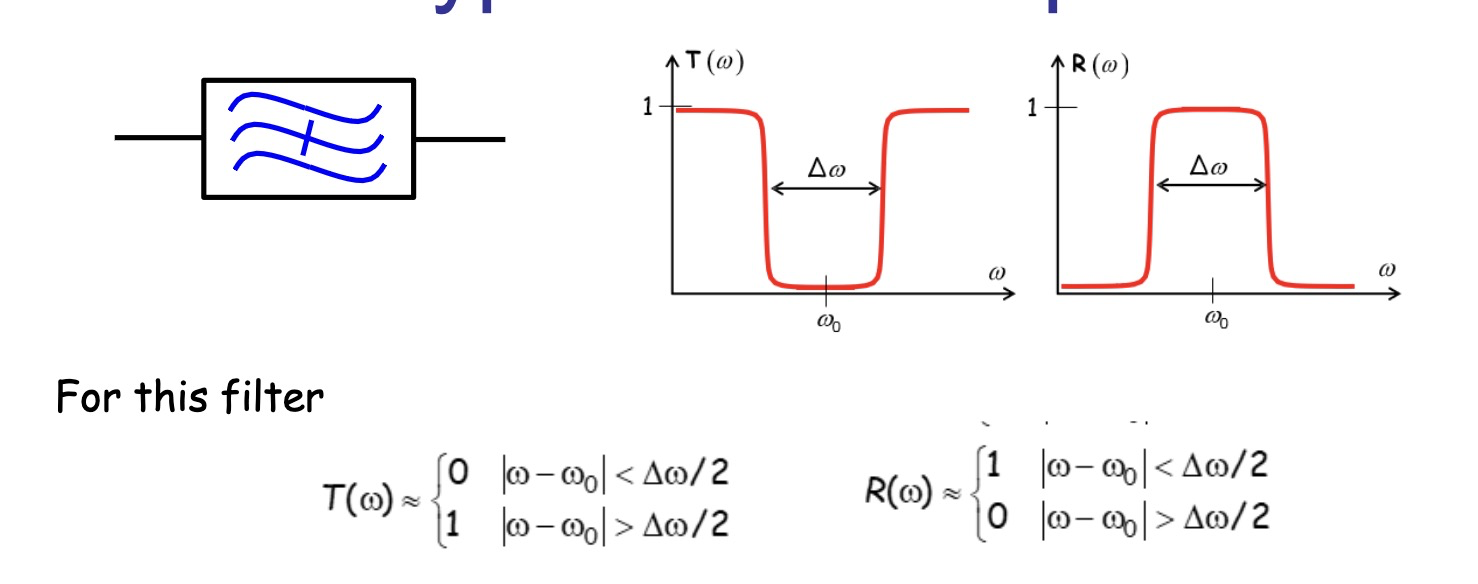 T(ω)
R(ω)
1
1
Δω
Δω
ω
ω
ω₀
ω₀
For this filter
T(ω) ≈ {0 |ω – ω₀| < Δω/2
1 |ω – ω₀| > Δω/2
R(ω) ≈ {1 |ω – ω₀| < Δω/2
0 |ω – ω₀| > Δω/2